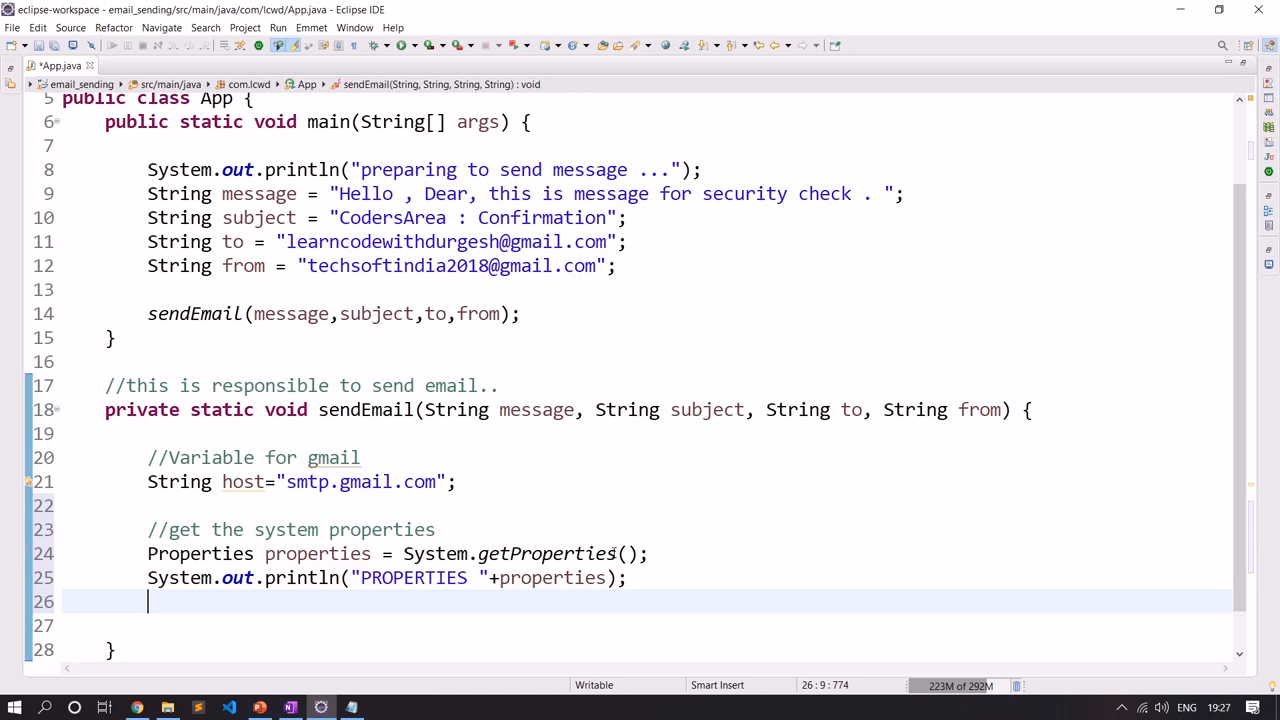 eclipse-workspace - email_sending/src/main/java/com/lcwd/App.java - Eclipse IDE
File Edit Source Refactor Navigate Search Project Run Emmet Window Help
*App.java
email_sending src/main/java com.lcwd App sendEmail(String, String, String, String) : void
5 public class App {
6 public static void main(String[] args) {
7
8 System.out.println("preparing to send message ...");
9 String message = "Hello , Dear, this is message for security check . ";
10 String subject = "CodersArea : Confirmation";
11 String to = "learncodewithdurgesh@gmail.com";
12 String from = "techsoftindia2018@gmail.com";
13
14 sendEmail(message,subject,to,from);
15 }
16
17 //this is responsible to send email..
18 private static void sendEmail(String message, String subject, String to, String from) {
19
20 //Variable for gmail
21 String host="smtp.gmail.com";
22
23 //get the system properties
24 Properties properties = System.getProperties();
25 System.out.println("PROPERTIES "+properties);
26
27
28 }
Writable Smart Insert 26 : 9 : 774 223M of 292M
ENG 19:27